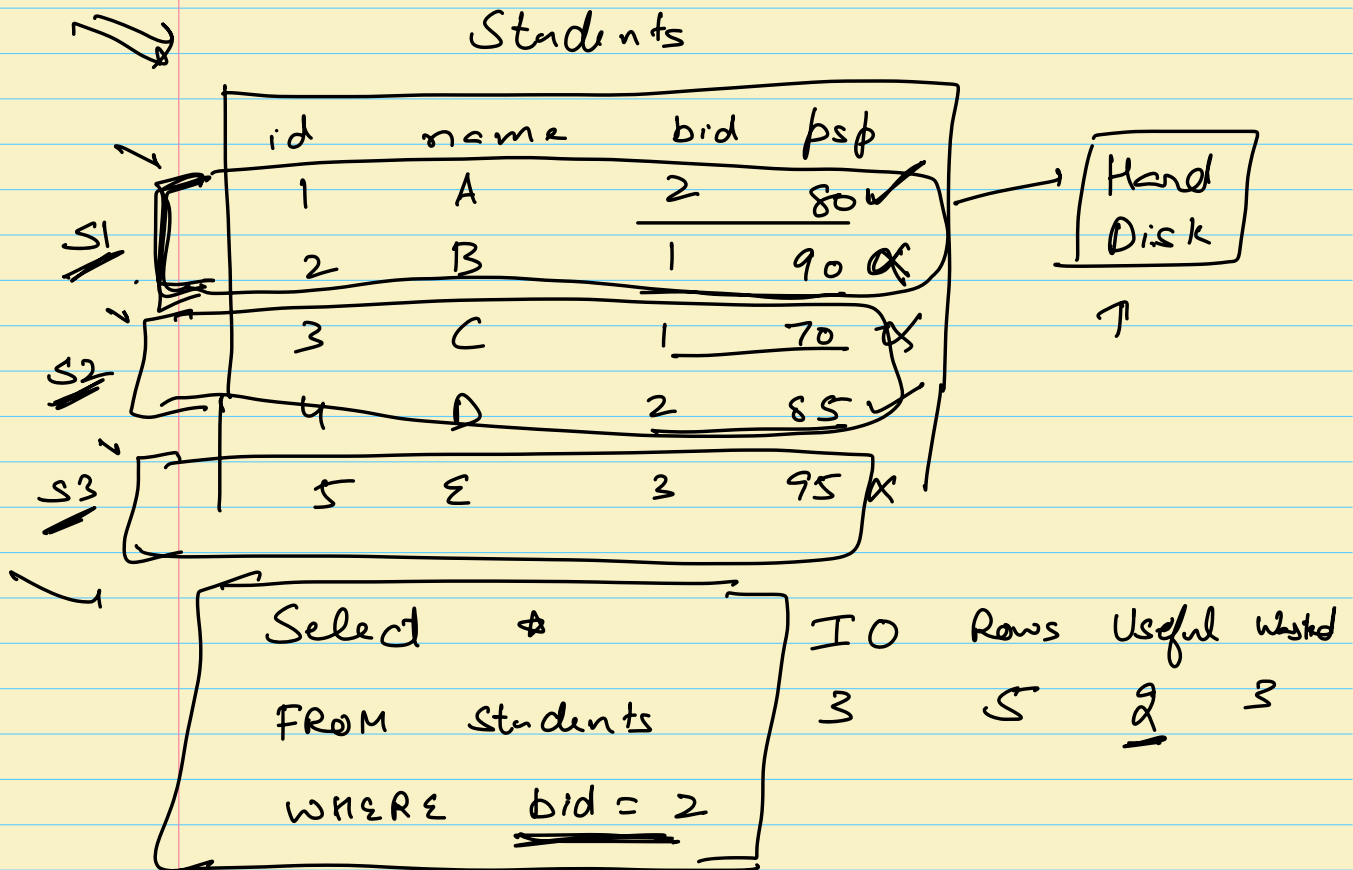 Students
id name bid psp
Hard
Disk
1 A 2 80
S1
2 B 1 90
3 C 1 70
S2
4 D 2 85
S3
5 E 3 95
Select *
IO Rows Useful Wasted
FROM students
3 5 2 3
WHERE bid = 2